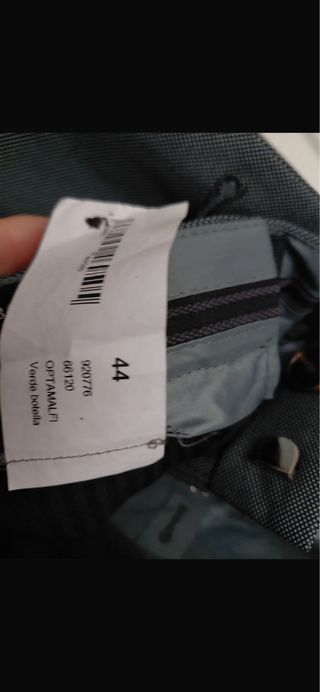 44
920776
66120
OPTAMALFI
Verde botella